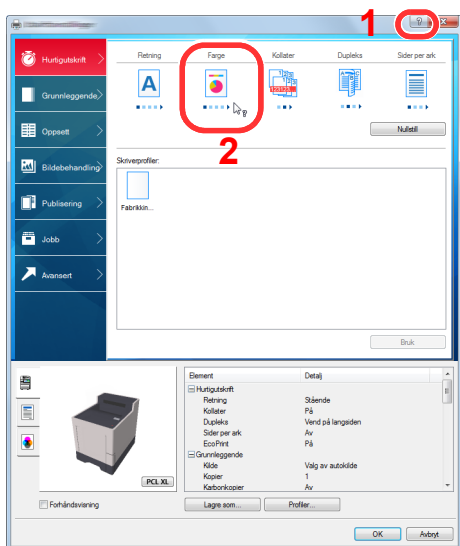 1
?
Hurtigutskrift
Grunnleggende
Oppsett
Bildebehandling
Publisering
Jobb
Avansert
Retning Farge Kollater Dupleks Sider per ark
A
123123...
?
2
Nullstill
Skriverprofiler:
Fabrikkin...
Bruk
Element Detalj
Hurtigutskrift
Retning Stående
Kollater På
Dupleks Vend på langsiden
Sider per ark Av
EcoPrint På
Grunnleggende
Kilde Valg av autokilde
Kopier 1
Karbonkopier Av
PCL XL
Forhåndsvisning
Lagre som... Profiler...
OK Avbryt